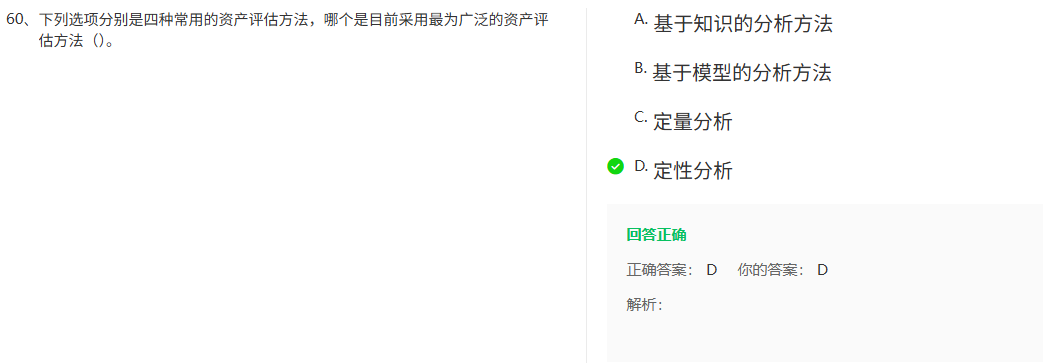 60、下列选项分别是四种常用的资产评估方法，哪个是目前采用最为广泛的资产评
估方法（）。
A. 基于知识的分析方法
B. 基于模型的分析方法
C. 定量分析
D. 定性分析
回答正确
正确答案： D 你的答案： D
解析：